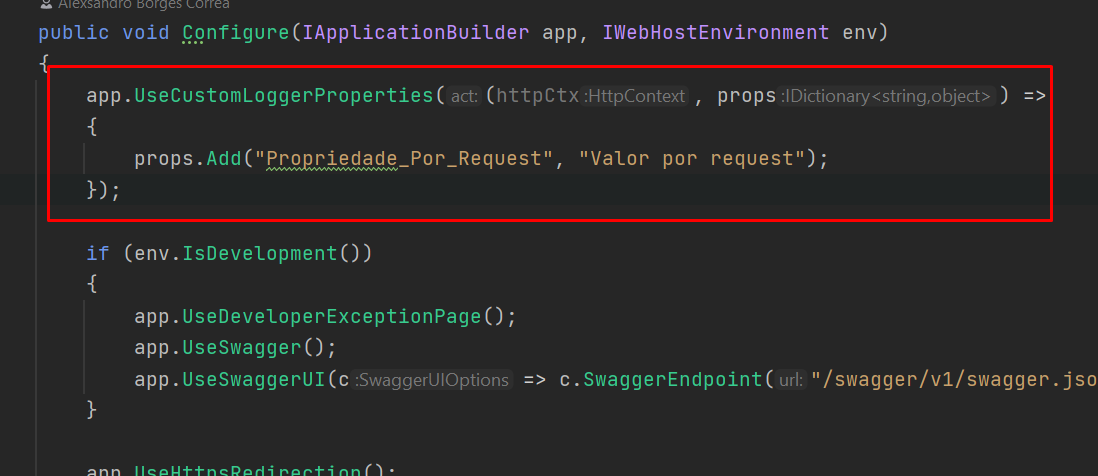 Alexsandro Borges Correa
public void Configure(IApplicationBuilder app, IWebHostEnvironment env)
{
app.UseCustomLoggerProperties( act: (httpCtx :HttpContext , props :IDictionary<string,object> ) =>
{
props.Add("Propriedade_Por_Request", "Valor por request");
});
if (env.IsDevelopment())
{
app.UseDeveloperExceptionPage();
app.UseSwagger();
app.UseSwaggerUI(c :SwaggerUIOptions => c.SwaggerEndpoint( url: "/swagger/v1/swagger.jso
}
app.UseHttpsRedirection();